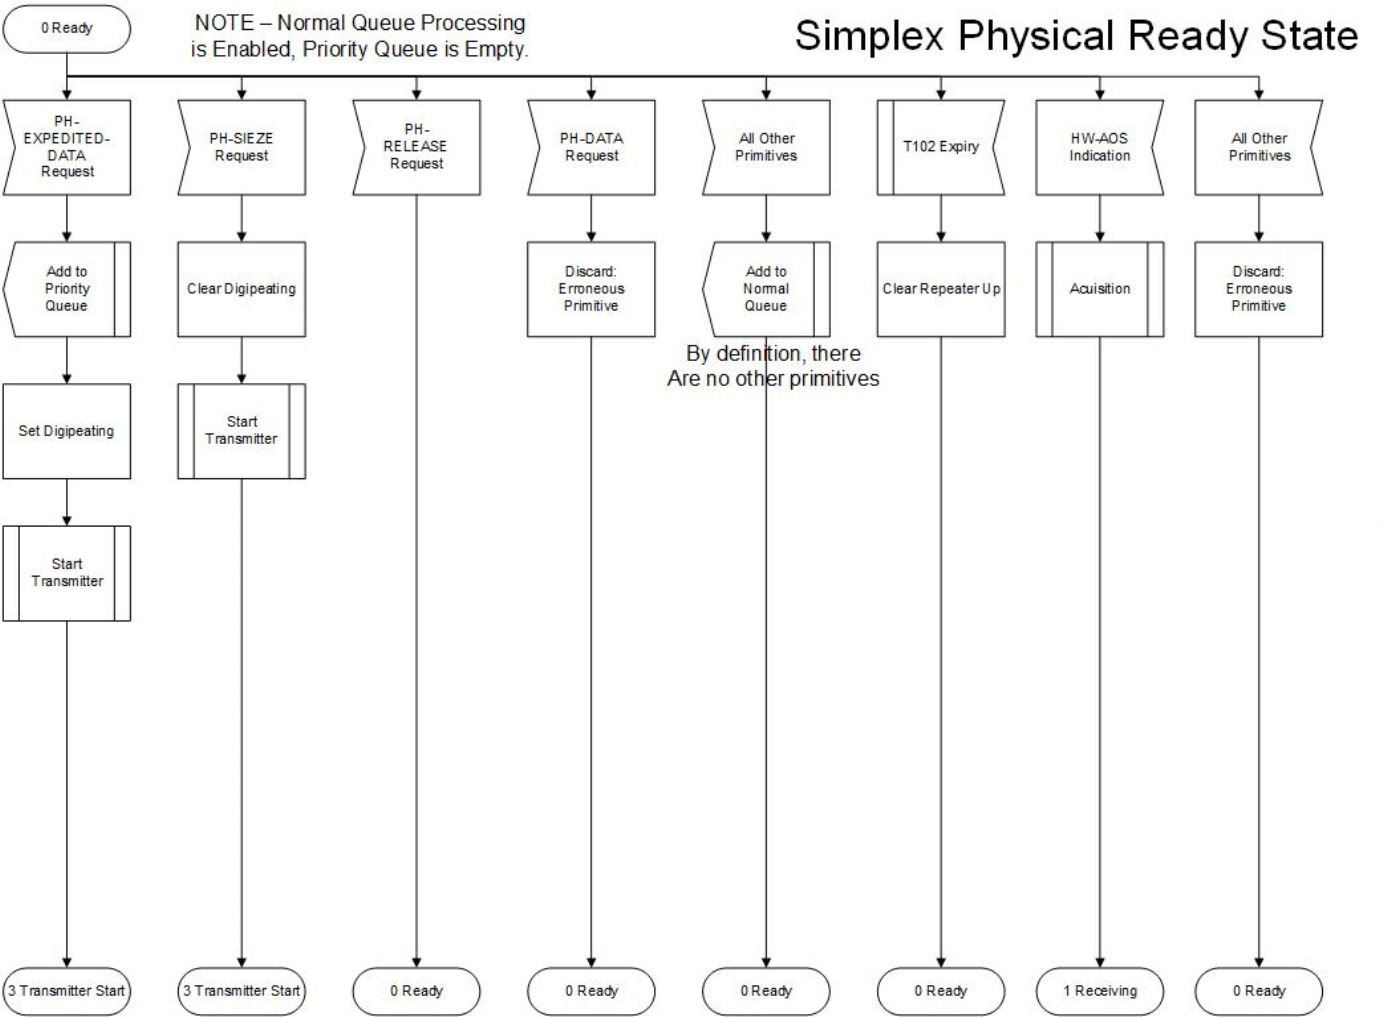 0 Ready
NOTE – Normal Queue Processing
is Enabled, Priority Queue is Empty.
Simplex Physical Ready State
PH-
EXPEDITED-
DATA
Request
PH-SIEZE
Request
PH-
RELEASE
Request
PH-DATA
Request
All Other
Primitives
T102 Expiry
HW-AOS
Indication
All Other
Primitives
Add to
Priority
Queue
Clear Digipeating
Discard:
Erroneous
Primitive
Add to
Normal
Queue
Clear Repeater Up
Acuisition
Discard:
Erroneous
Primitive
By definition, there
Are no other primitives
Set Digipeating
Start
Transmitter
Start
Transmitter
3 Transmitter Start
3 Transmitter Start
0 Ready
0 Ready
0 Ready
0 Ready
1 Receiving
0 Ready